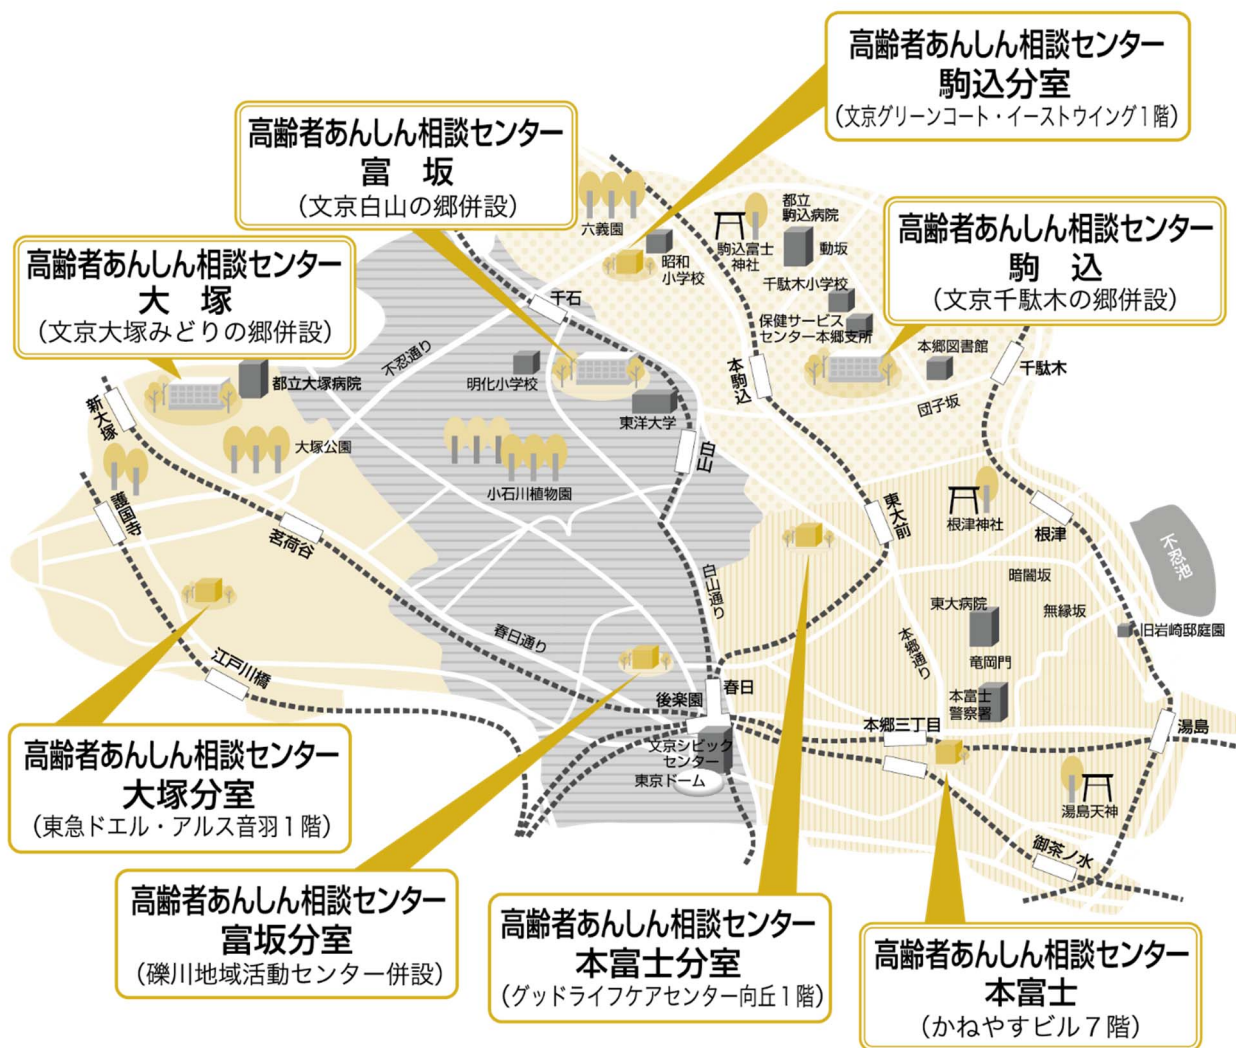 高齢者あんしん相談センター
駒込分室
(文京グリーンコート・イーストウイング1階)
高齢者あんしん相談センター
富　坂
(文京白山の郷併設)
高齢者あんしん相談センター
駒　込
(文京千駄木の郷併設)
高齢者あんしん相談センター
大　塚
(文京大塚みどりの郷併設)
六義園
昭和
小学校
駒込富士
神社
都立
駒込病院
動坂
千駄木小学校
保健サービス
センター本郷支所
本郷図書館
千駄木
団子坂
千石
不忍通り
明化小学校
東洋大学
本駒込
白山
都立大塚病院
新大塚
大塚公園
小石川植物園
護国寺
茗荷谷
東大前
根津神社
根津
不忍池
暗闇坂
無縁坂
東大病院
竜岡門
旧岩崎邸庭園
白山通り
本郷通り
春日通り
江戸川橋
後楽園
春日
本富士
警察署
本郷三丁目
湯島
文京シビック
センター
東京ドーム
湯島天神
御茶ノ水
高齢者あんしん相談センター
大塚分室
(東急ドエル・アルス音羽1階)
高齢者あんしん相談センター
富坂分室
(礫川地域活動センター併設)
高齢者あんしん相談センター
本富士分室
(グッドライフケアセンター向丘1階)
高齢者あんしん相談センター
本富士
(かねやすビル7階)